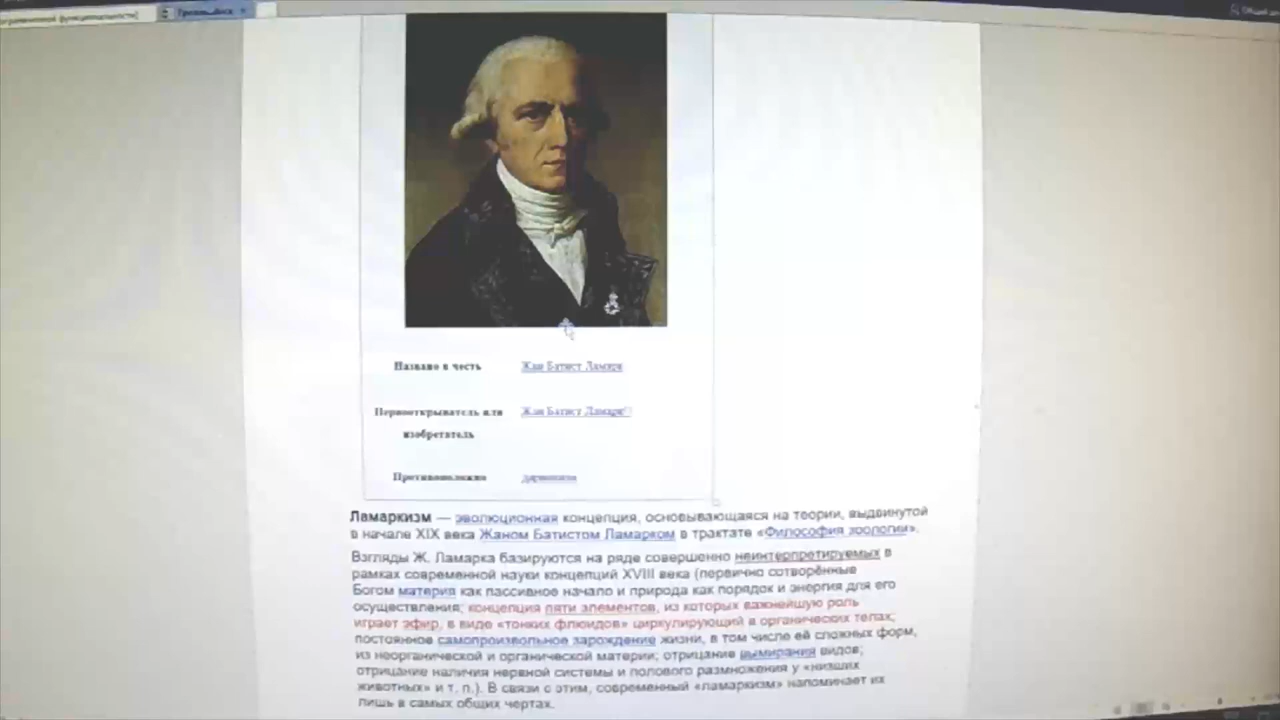 Названо в честь Жан Батист Ламарк
Первооткрыватель или Жан Батист Ламарк
изобретатель
Противоположно дарвинизм
Ламаркизм — эволюционная концепция, основывающаяся на теории, выдвинутой
в начале XIX века Жаном Батистом Ламарком в трактате «Философия зоологии».
Взгляды Ж. Ламарка базируются на ряде совершенно неинтерпретируемых в
рамках современной науки концепций XVIII века (первично сотворённые
Богом материя как пассивное начало и природа как порядок и энергия для его
осуществления; концепция пяти элементов, из которых важнейшую роль
играет эфир, в виде «тонких флюидов» циркулирующий в органических телах;
постоянное самопроизвольное зарождение жизни, в том числе её сложных форм,
из неорганической и органической материи; отрицание вымирания видов;
отрицание наличия нервной системы и полового размножения у «низших
животных» и т. п.). В связи с этим, современный «ламаркизм» напоминает их
лишь в самых общих чертах.